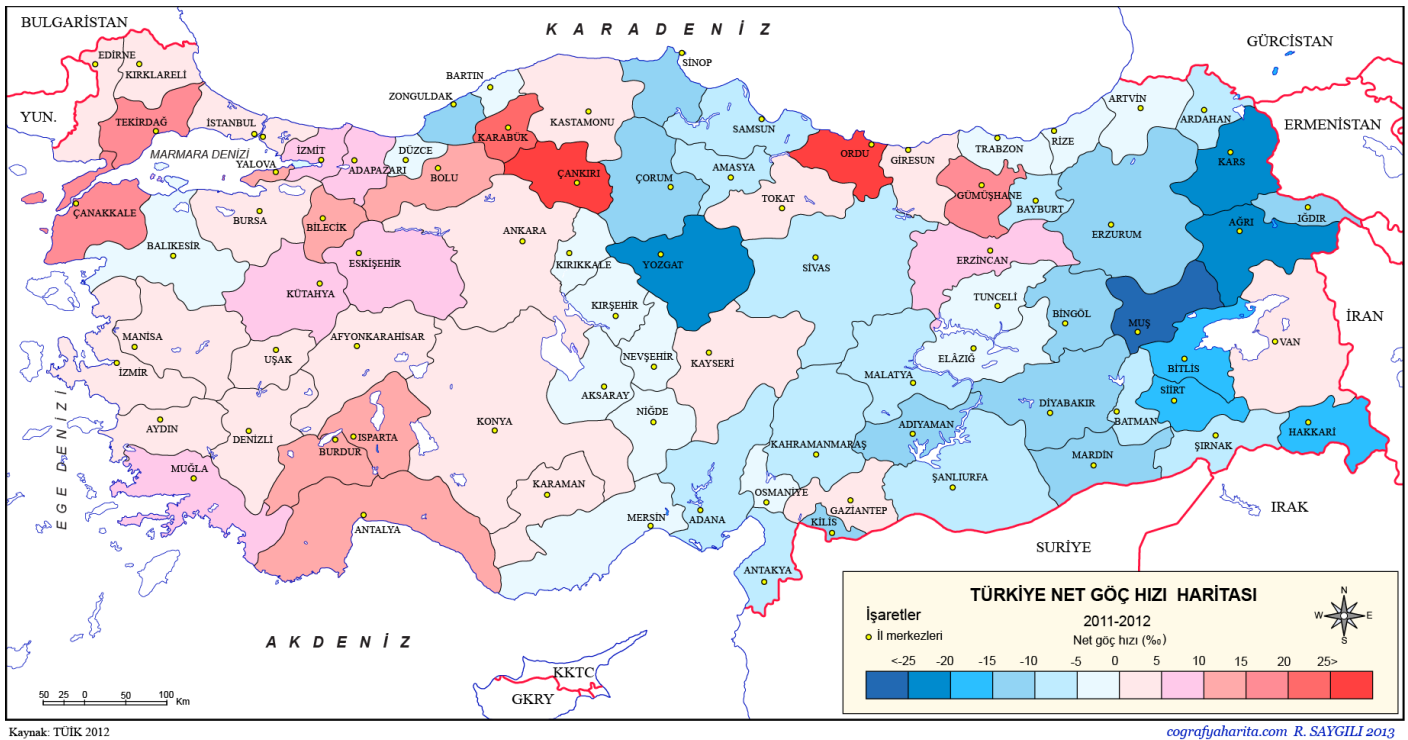 BULGARİSTAN
K A R A D E N İ Z
GÜRCİSTAN
EDİRNE
KIRKLARELİ
SİNOP
BARTIN
ZONGULDAK
ARTVİN
ARDAHAN
YUN.
TEKİRDAĞ
İSTANBUL
KARABÜK
KASTAMONU
SAMSUN
ERMENİSTAN
MARMARA DENİZİ
İZMİT
DÜZCE
ORDU
GİRESUN
TRABZON
RİZE
KARS
YALOVA
ADAPAZARI
BOLU
ÇANKIRI
ÇORUM
AMASYA
GÜMÜŞHANE
ÇANAKKALE
BURSA
BİLECİK
TOKAT
BAYBURT
IĞDIR
ANKARA
ERZURUM
AĞRI
BALIKESİR
ESKİŞEHİR
KIRIKKALE
YOZGAT
SİVAS
ERZİNCAN
KÜTAHYA
KIRŞEHİR
TUNCELİ
BİNGÖL
MUŞ
İRAN
MANİSA
AFYONKARAHİSAR
UŞAK
NEVŞEHİR
KAYSERİ
ELÂZIĞ
VAN
İZMİR
BİTLİS
MALATYA
AKSARAY
SİİRT
EGE DENİZİ
AYDIN
DENİZLİ
ISPARTA
BURDUR
KONYA
NİĞDE
ADIYAMAN
DİYABAKIR
BATMAN
HAKKARİ
KAHRAMANMARAŞ
ŞIRNAK
MUĞLA
MARDİN
KARAMAN
OSMANİYE
GAZİANTEP
ŞANLIURFA
ANTALYA
MERSİN
ADANA
KİLİS
IRAK
SURİYE
ANTAKYA
TÜRKİYE NET GÖÇ HIZI HARİTASI
İşaretler
2011-2012
İl merkezleri
Net göç hızı (‰)
N
W
E
S
<-25 -20 -15 -10 -5 0 5 10 15 20 25>
A K D E N İ Z
KKTC
GKRY
50 25 0 50 100
Km
Kaynak: TÜİK 2012
cografyaharita.com R. SAYGILI 2013